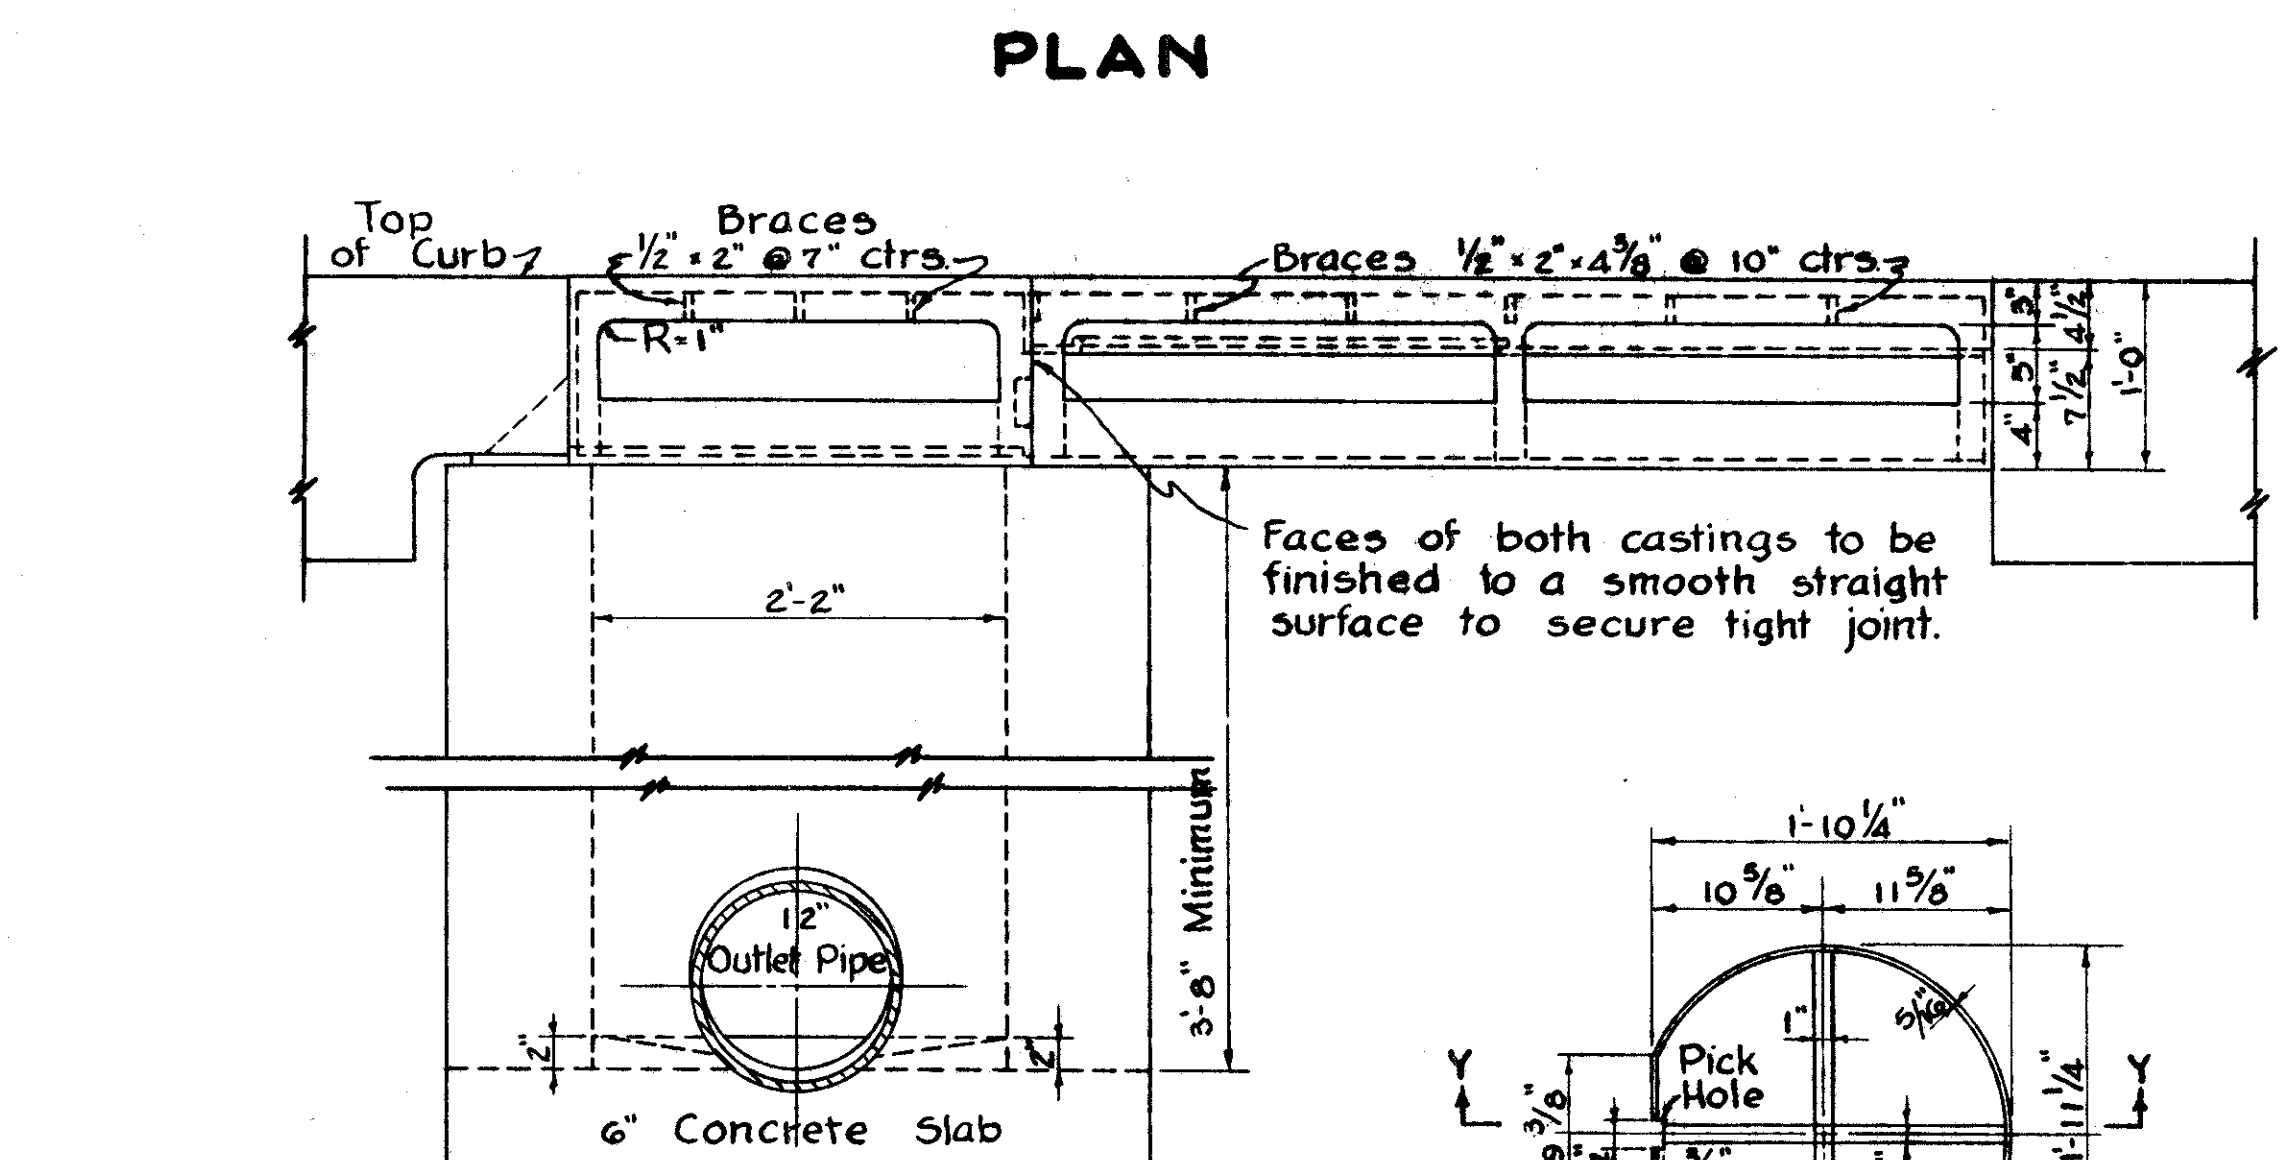 PLAN
Top
of Curb
Braces
1/2" × 2" @ 7" ctrs.
Braces 1/2" × 2" × 4 3/8" @ 10" ctrs.
R=1"
3"
4 1/2"
5"
7 1/2"
1'-0"
4"
Faces of both castings to be
finished to a smooth straight
surface to secure tight joint.
2'-2"
3'-8" Minimum
12"
Outlet Pipe
2"
2"
6" Concrete Slab
1'-10 1/4"
10 5/8"
11 5/8"
1"
5/16"
Pick
Hole
Y
Y
1'-11 1/4"
9 3/8"